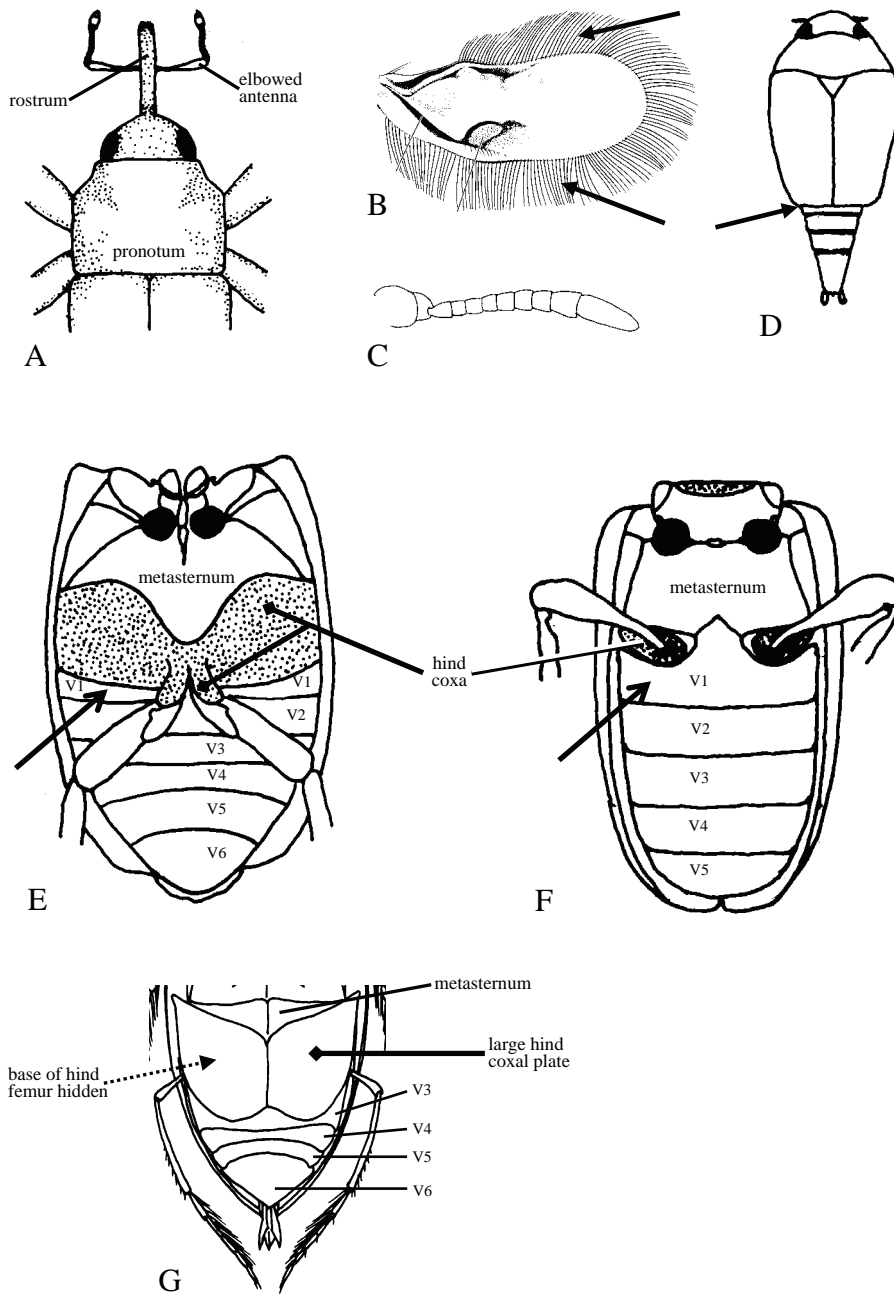 rostrum
elbowed
antenna
pronotum
A
B
C
D
metasternum
V1
V1
V2
V3
V4
V5
V6
E
hind
coxa
metasternum
V1
V2
V3
V4
V5
F
metasternum
large hind
coxal plate
base of hind
femur hidden
V3
V4
V5
V6
G